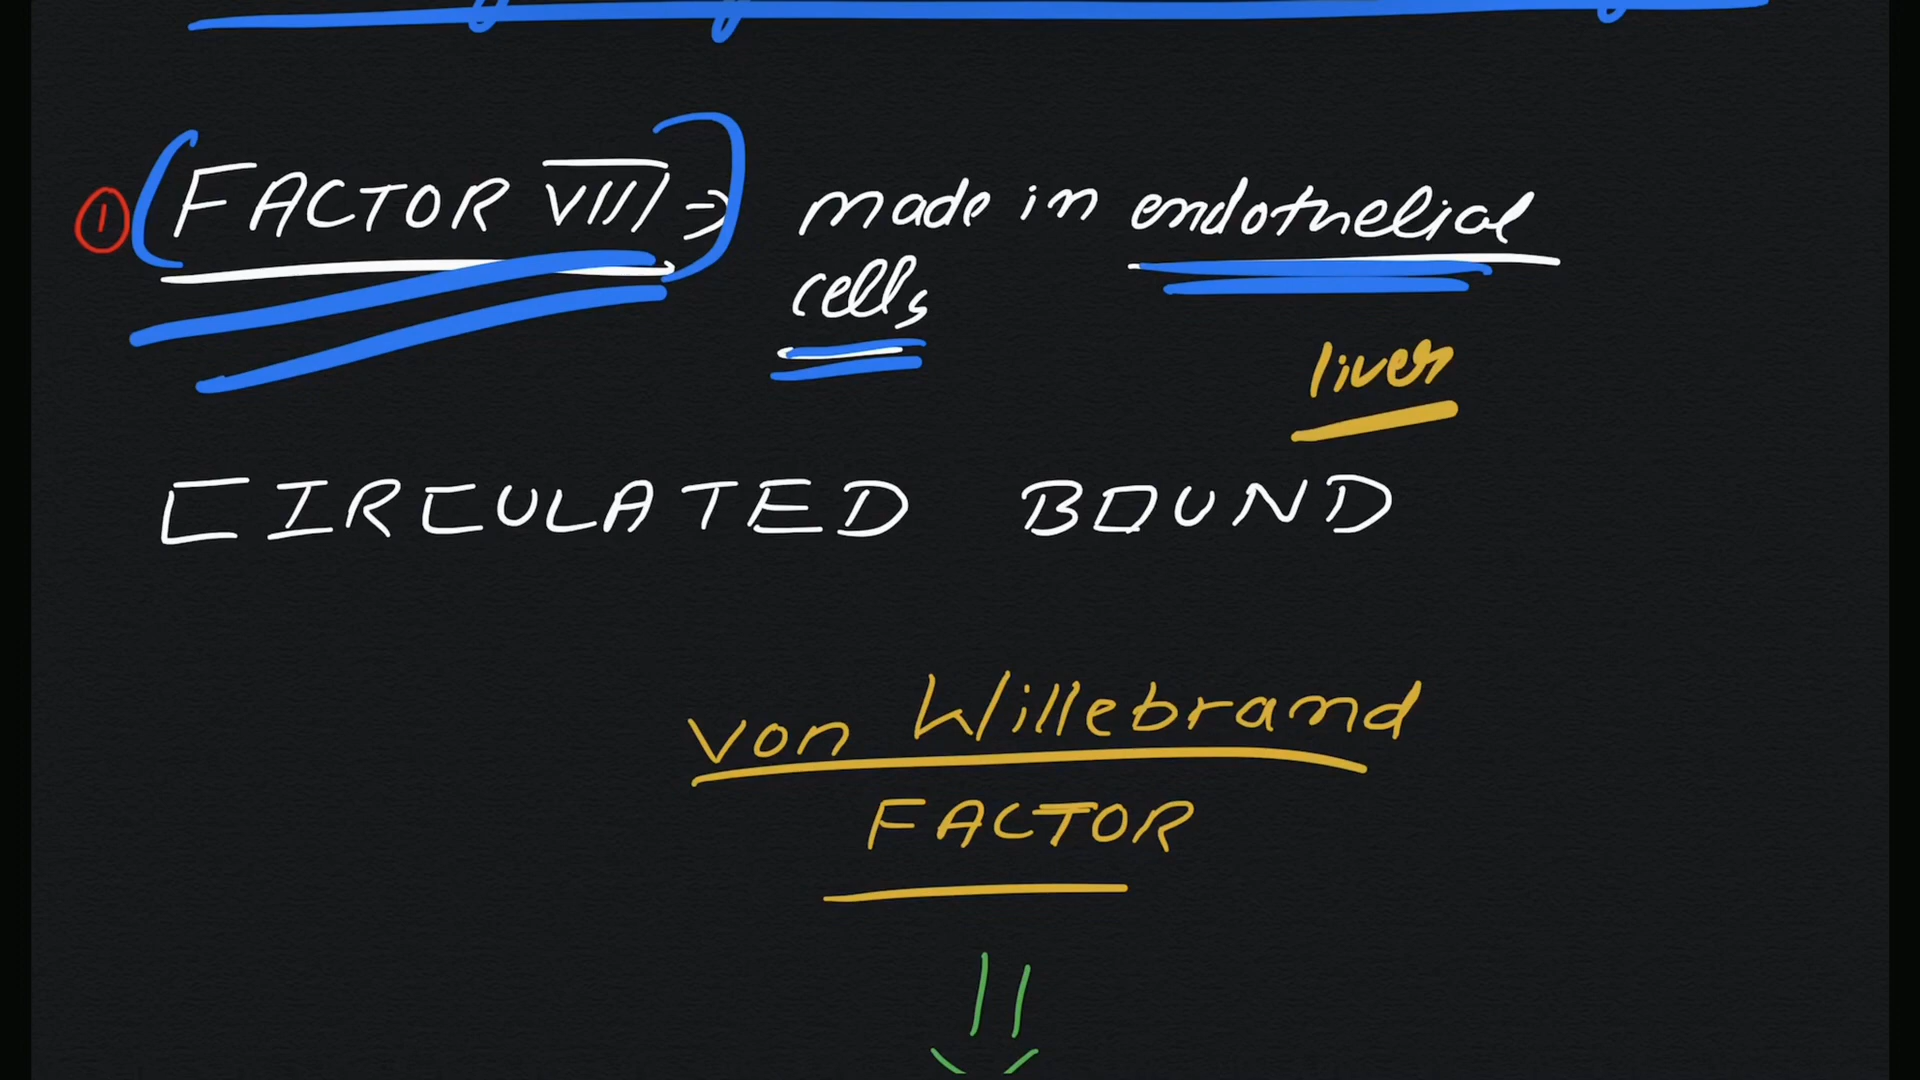 ① (FACTOR VIII ⇒) made in endothelial
cells
liver
CIRCULATED BOUND
von Willebrand
FACTOR